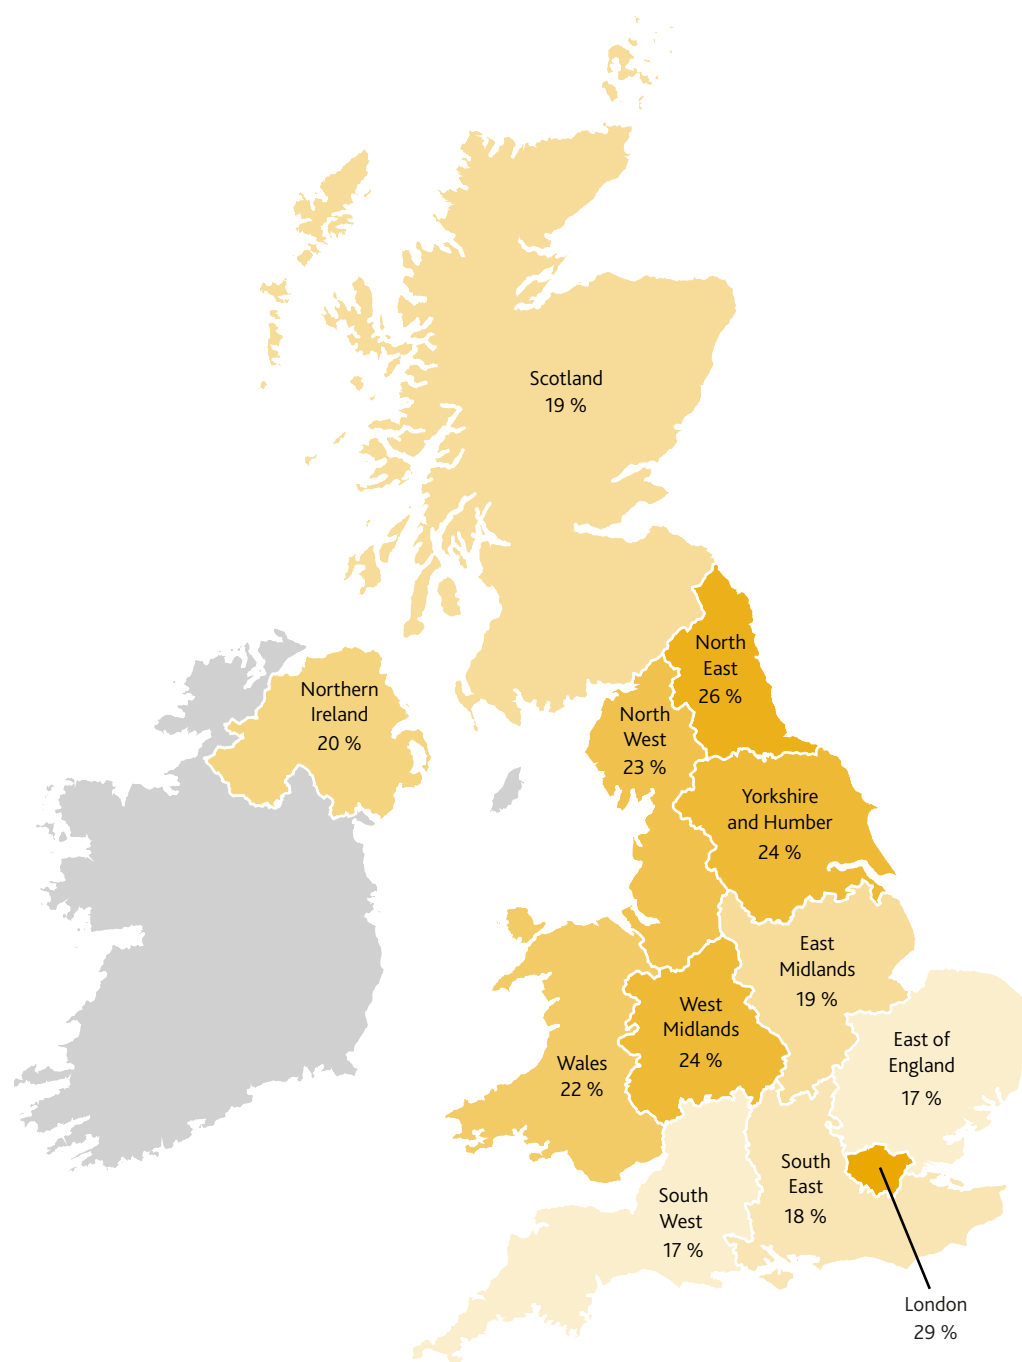 Scotland
19 %
North
East
26 %
Northern
Ireland
20 %
North
West
23 %
Yorkshire
and Humber
24 %
East
Midlands
19 %
West
Midlands
24 %
East of
England
17 %
Wales
22 %
South
East
18 %
South
West
17 %
London
29 %